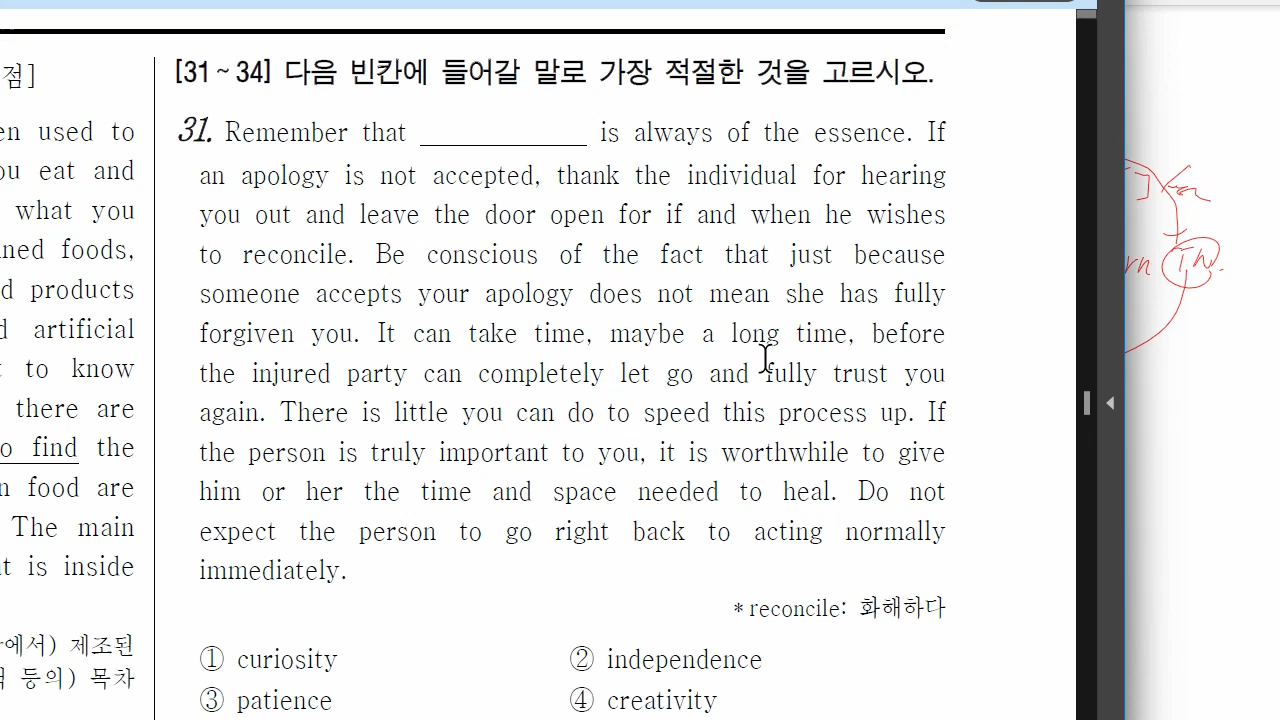 점]
en used to
ou eat and
what you
ned foods,
d products
d artificial
t to know
there are
o find the
n food are
The main
t is inside
에서) 제조된
등의) 목차
[31~34] 다음 빈칸에 들어갈 말로 가장 적절한 것을 고르시오.
31. Remember that ____________ is always of the essence. If
an apology is not accepted, thank the individual for hearing
you out and leave the door open for if and when he wishes
to reconcile. Be conscious of the fact that just because
someone accepts your apology does not mean she has fully
forgiven you. It can take time, maybe a long time, before
the injured party can completely let go and fully trust you
again. There is little you can do to speed this process up. If
the person is truly important to you, it is worthwhile to give
him or her the time and space needed to heal. Do not
expect the person to go right back to acting normally
immediately.
* reconcile: 화해하다
① curiosity ② independence
③ patience ④ creativity